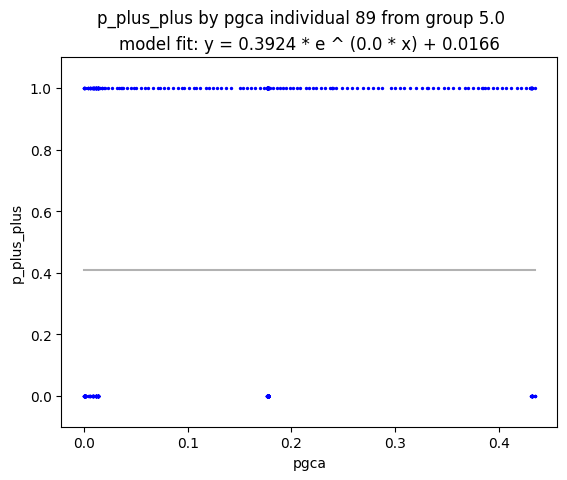 p_plus_plus by pgca individual 89 from group 5.0
model fit: y = 0.3924 * e ^ (0.0 * x) + 0.0166
1.0
0.8
0.6
0.4
0.2
0.0
p_plus_plus
0.0 0.1 0.2 0.3 0.4
pgca